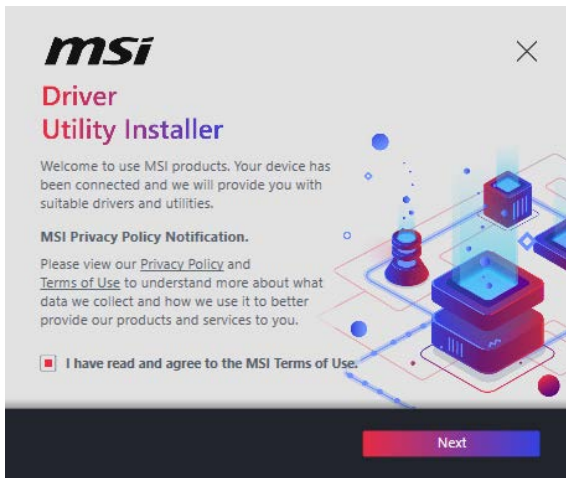 msi
Driver
Utility Installer
Welcome to use MSI products. Your device has
been connected and we will provide you with
suitable drivers and utilities.
MSI Privacy Policy Notification.
Please view our Privacy Policy and
Terms of Use to understand more about what
data we collect and how we use it to better
provide our products and services to you.
I have read and agree to the MSI Terms of Use.
Next